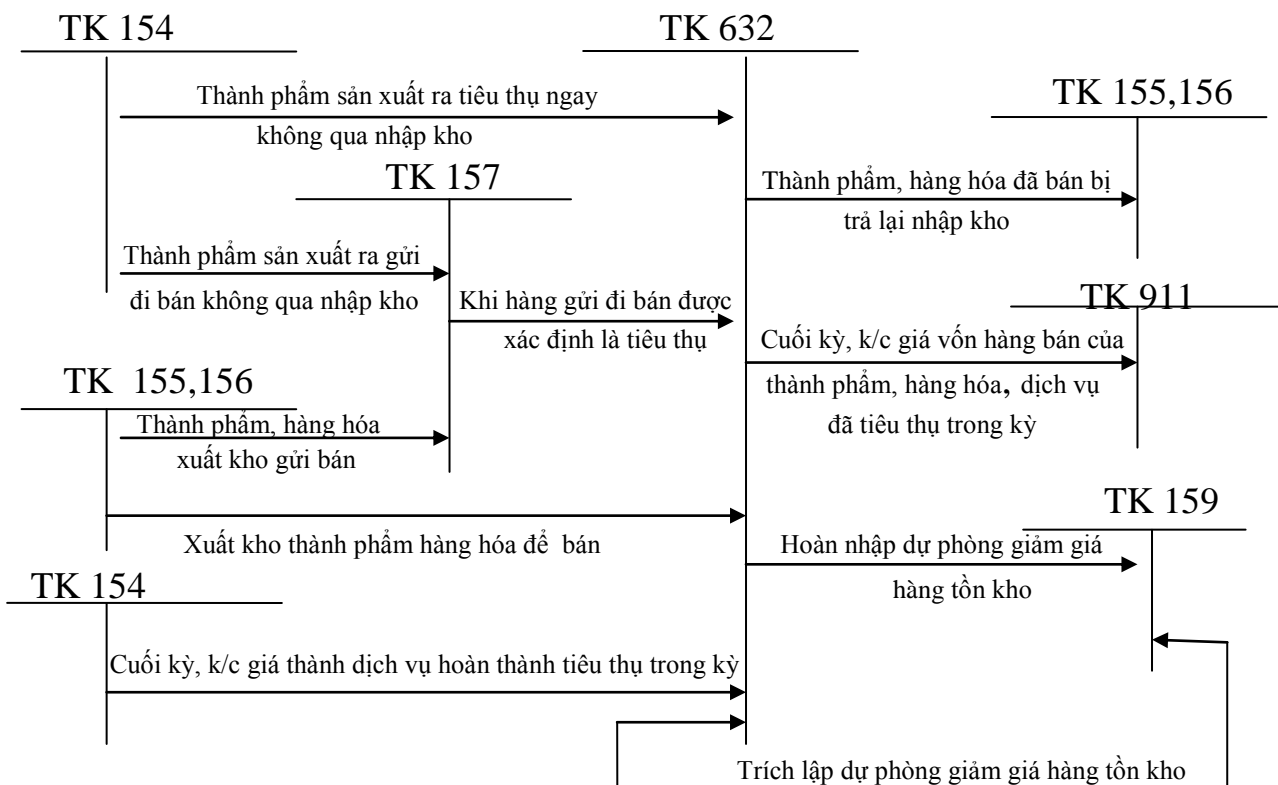 TK 154
TK 632
Thành phẩm sản xuất ra tiêu thụ ngay
không qua nhập kho
TK 155,156
TK 157
Thành phẩm, hàng hóa đã bán bị
trả lại nhập kho
Thành phẩm sản xuất ra gửi
đi bán không qua nhập kho
Khi hàng gửi đi bán được
xác định là tiêu thụ
TK 911
Cuối kỳ, k/c giá vốn hàng bán của
thành phẩm, hàng hóa, dịch vụ
đã tiêu thụ trong kỳ
TK 155,156
Thành phẩm, hàng hóa
xuất kho gửi bán
TK 159
Xuất kho thành phẩm hàng hóa để bán
Hoàn nhập dự phòng giảm giá
hàng tồn kho
TK 154
Cuối kỳ, k/c giá thành dịch vụ hoàn thành tiêu thụ trong kỳ
Trích lập dự phòng giảm giá hàng tồn kho